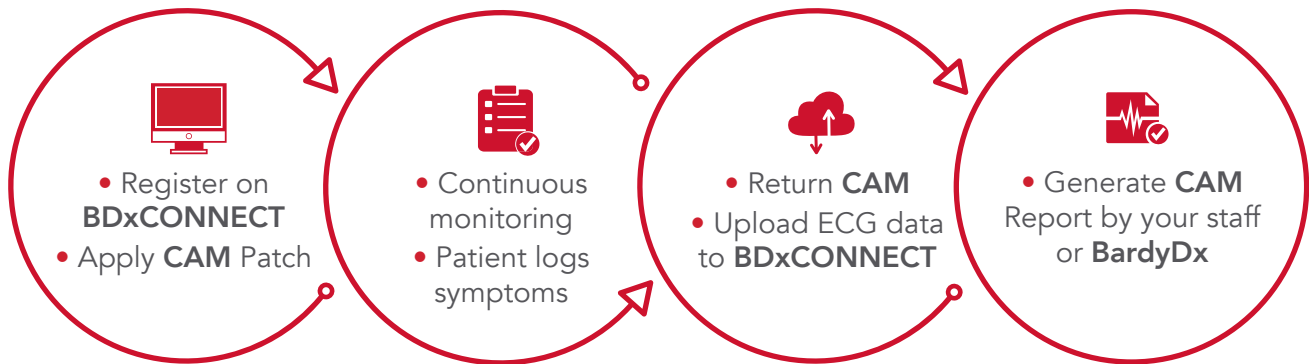 • Register on
BDxCONNECT
• Apply CAM Patch
• Continuous
monitoring
• Patient logs
symptoms
• Return CAM
• Upload ECG data
to BDxCONNECT
• Generate CAM
Report by your staff
or BardyDx